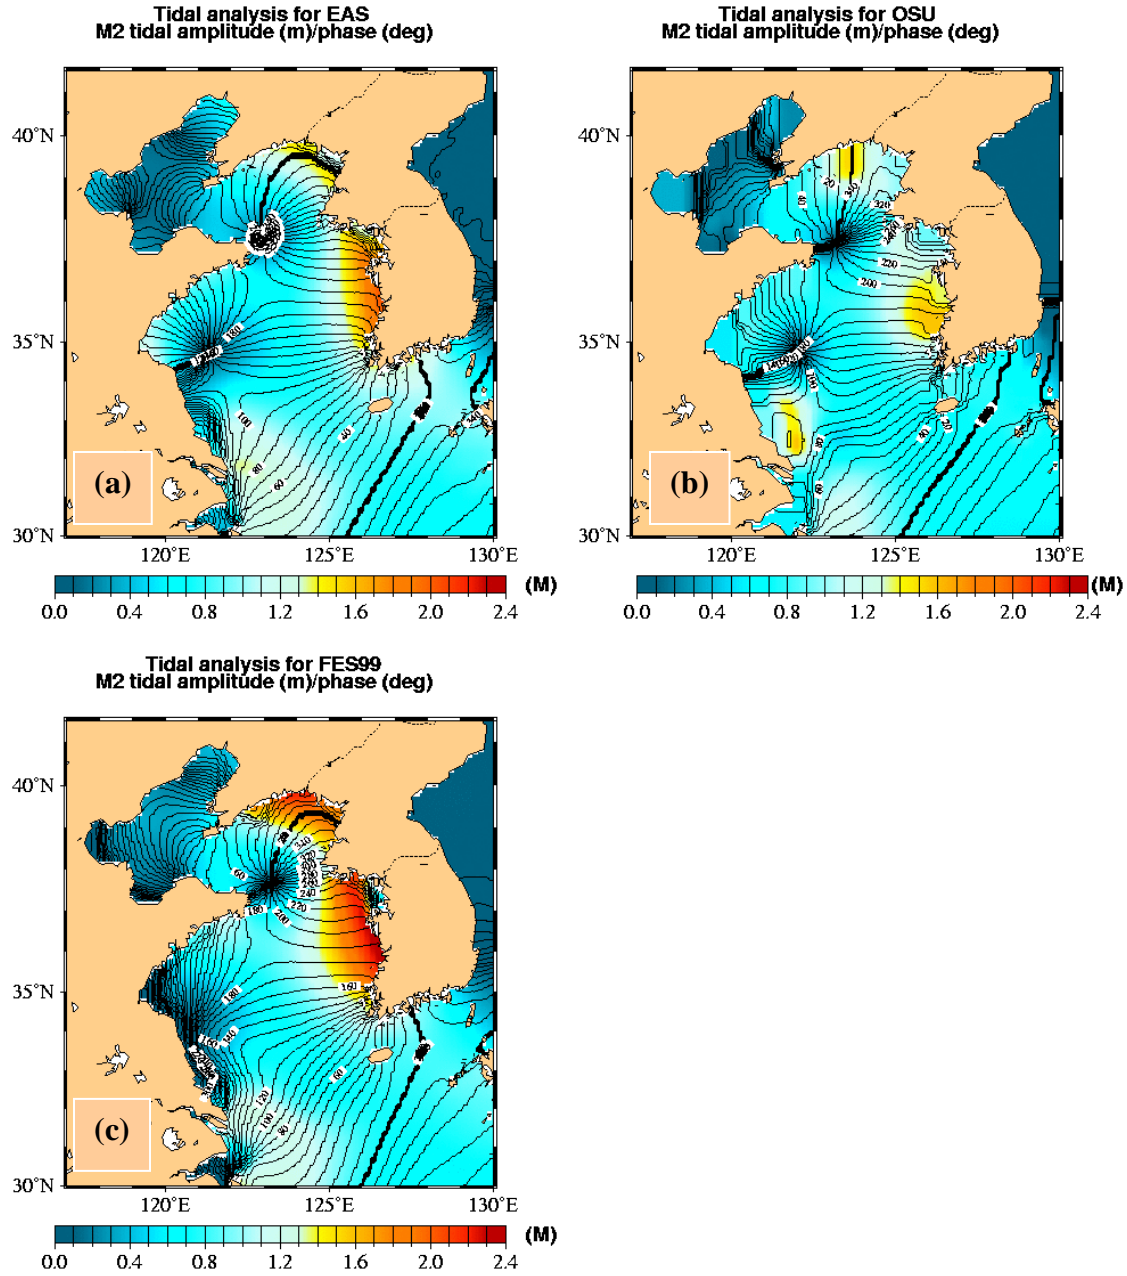 Tidal analysis for EAS
M2 tidal amplitude (m)/phase (deg)
40°N
35°N
30°N
120°E
125°E
130°E
180
100
80
60
40
(a)
0.0 0.4 0.8 1.2 1.6 2.0 2.4
(M)
Tidal analysis for OSU
M2 tidal amplitude (m)/phase (deg)
40°N
35°N
30°N
120°E
125°E
130°E
20
40
340
320
220
200
(b)
0.0 0.4 0.8 1.2 1.6 2.0 2.4
(M)
Tidal analysis for FES99
M2 tidal amplitude (m)/phase (deg)
40°N
35°N
30°N
120°E
125°E
130°E
60
240
220
200
180
180
160
160
120
100
80
60
(c)
0.0 0.4 0.8 1.2 1.6 2.0 2.4
(M)